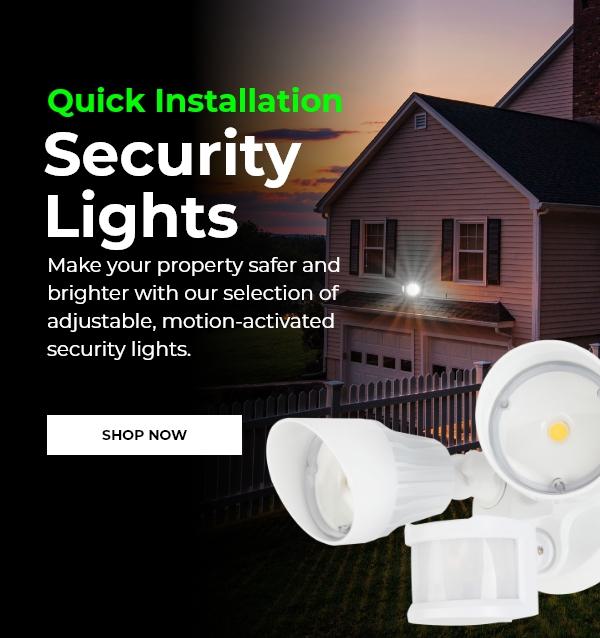 Quick Installation
Security
Lights
Make your property safer and
brighter with our selection of
adjustable, motion-activated
security lights.
SHOP NOW